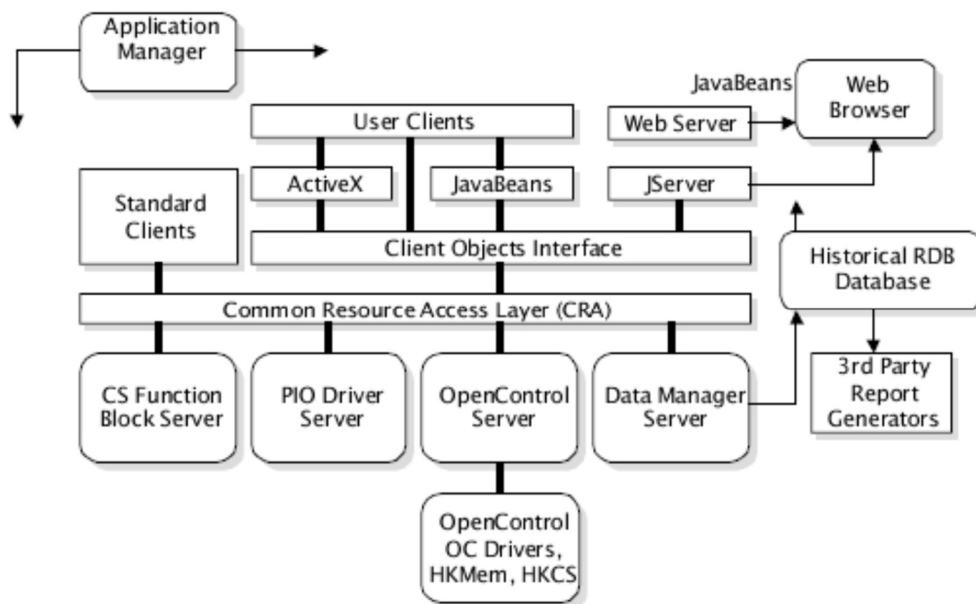 Application
Manager
JavaBeans
Web
Browser
User Clients
Web Server
ActiveX
JavaBeans
JServer
Standard
Clients
Client Objects Interface
Historical RDB
Database
Common Resource Access Layer (CRA)
CS Function
Block Server
PIO Driver
Server
OpenControl
Server
Data Manager
Server
3rd Party
Report
Generators
OpenControl
OC Drivers,
HKMem, HKCS